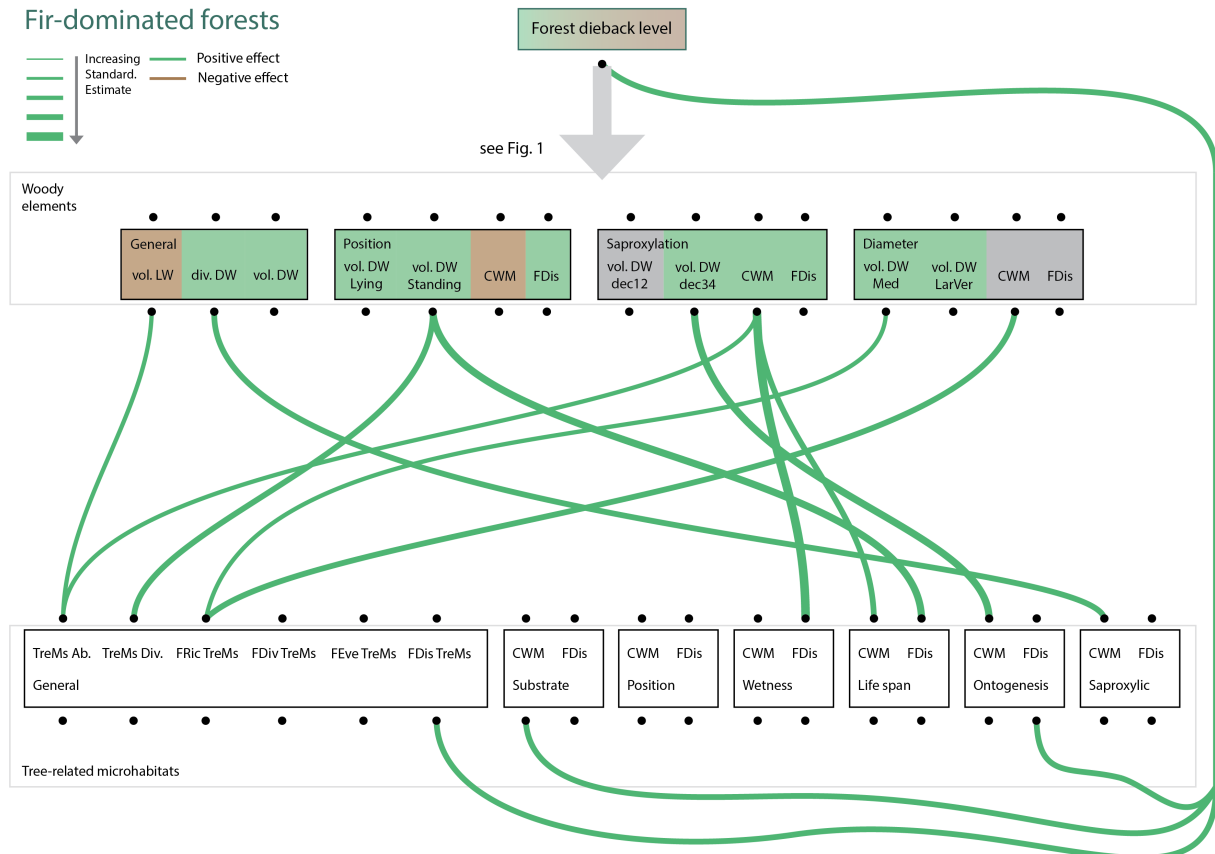 Fir-dominated forests
Forest dieback level
Increasing
Standard.
Estimate
Positive effect
Negative effect
see Fig. 1
Woody
elements
General
vol. LW
div. DW
vol. DW
Position
vol. DW
Lying
vol. DW
Standing
CWM
FDis
Saproxylation
vol. DW
dec12
vol. DW
dec34
CWM
FDis
Diameter
vol. DW
Med
vol. DW
LarVer
CWM
FDis
TreMs Ab.
TreMs Div.
FRic TreMs
FDiv TreMs
FEve TreMs
FDis TreMs
General
CWM
FDis
Substrate
CWM
FDis
Position
CWM
FDis
Wetness
CWM
FDis
Life span
CWM
FDis
Ontogenesis
CWM
FDis
Saproxylic
Tree-related microhabitats